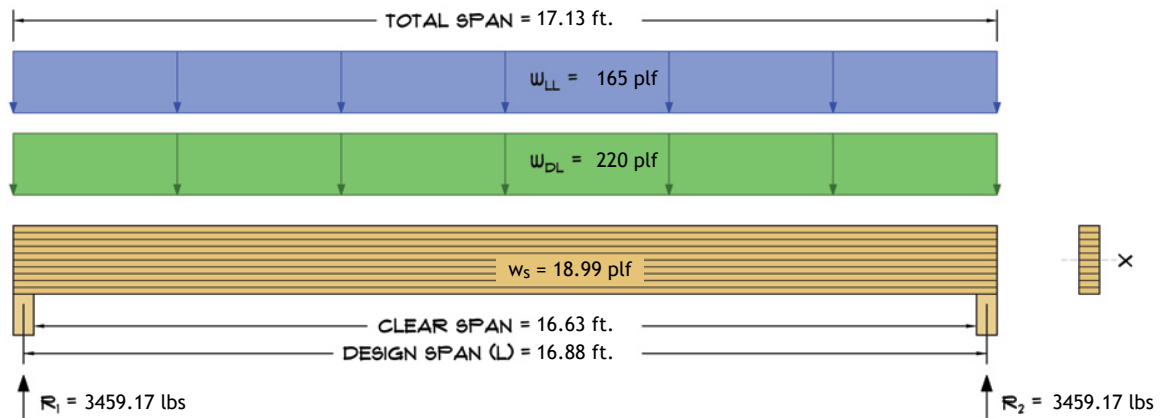 TOTAL SPAN = 17.13 ft.
WLL = 165 plf
WDL = 220 plf
ws = 18.99 plf
X
CLEAR SPAN = 16.63 ft.
DESIGN SPAN (L) = 16.88 ft.
R1 = 3459.17 lbs
R2 = 3459.17 lbs